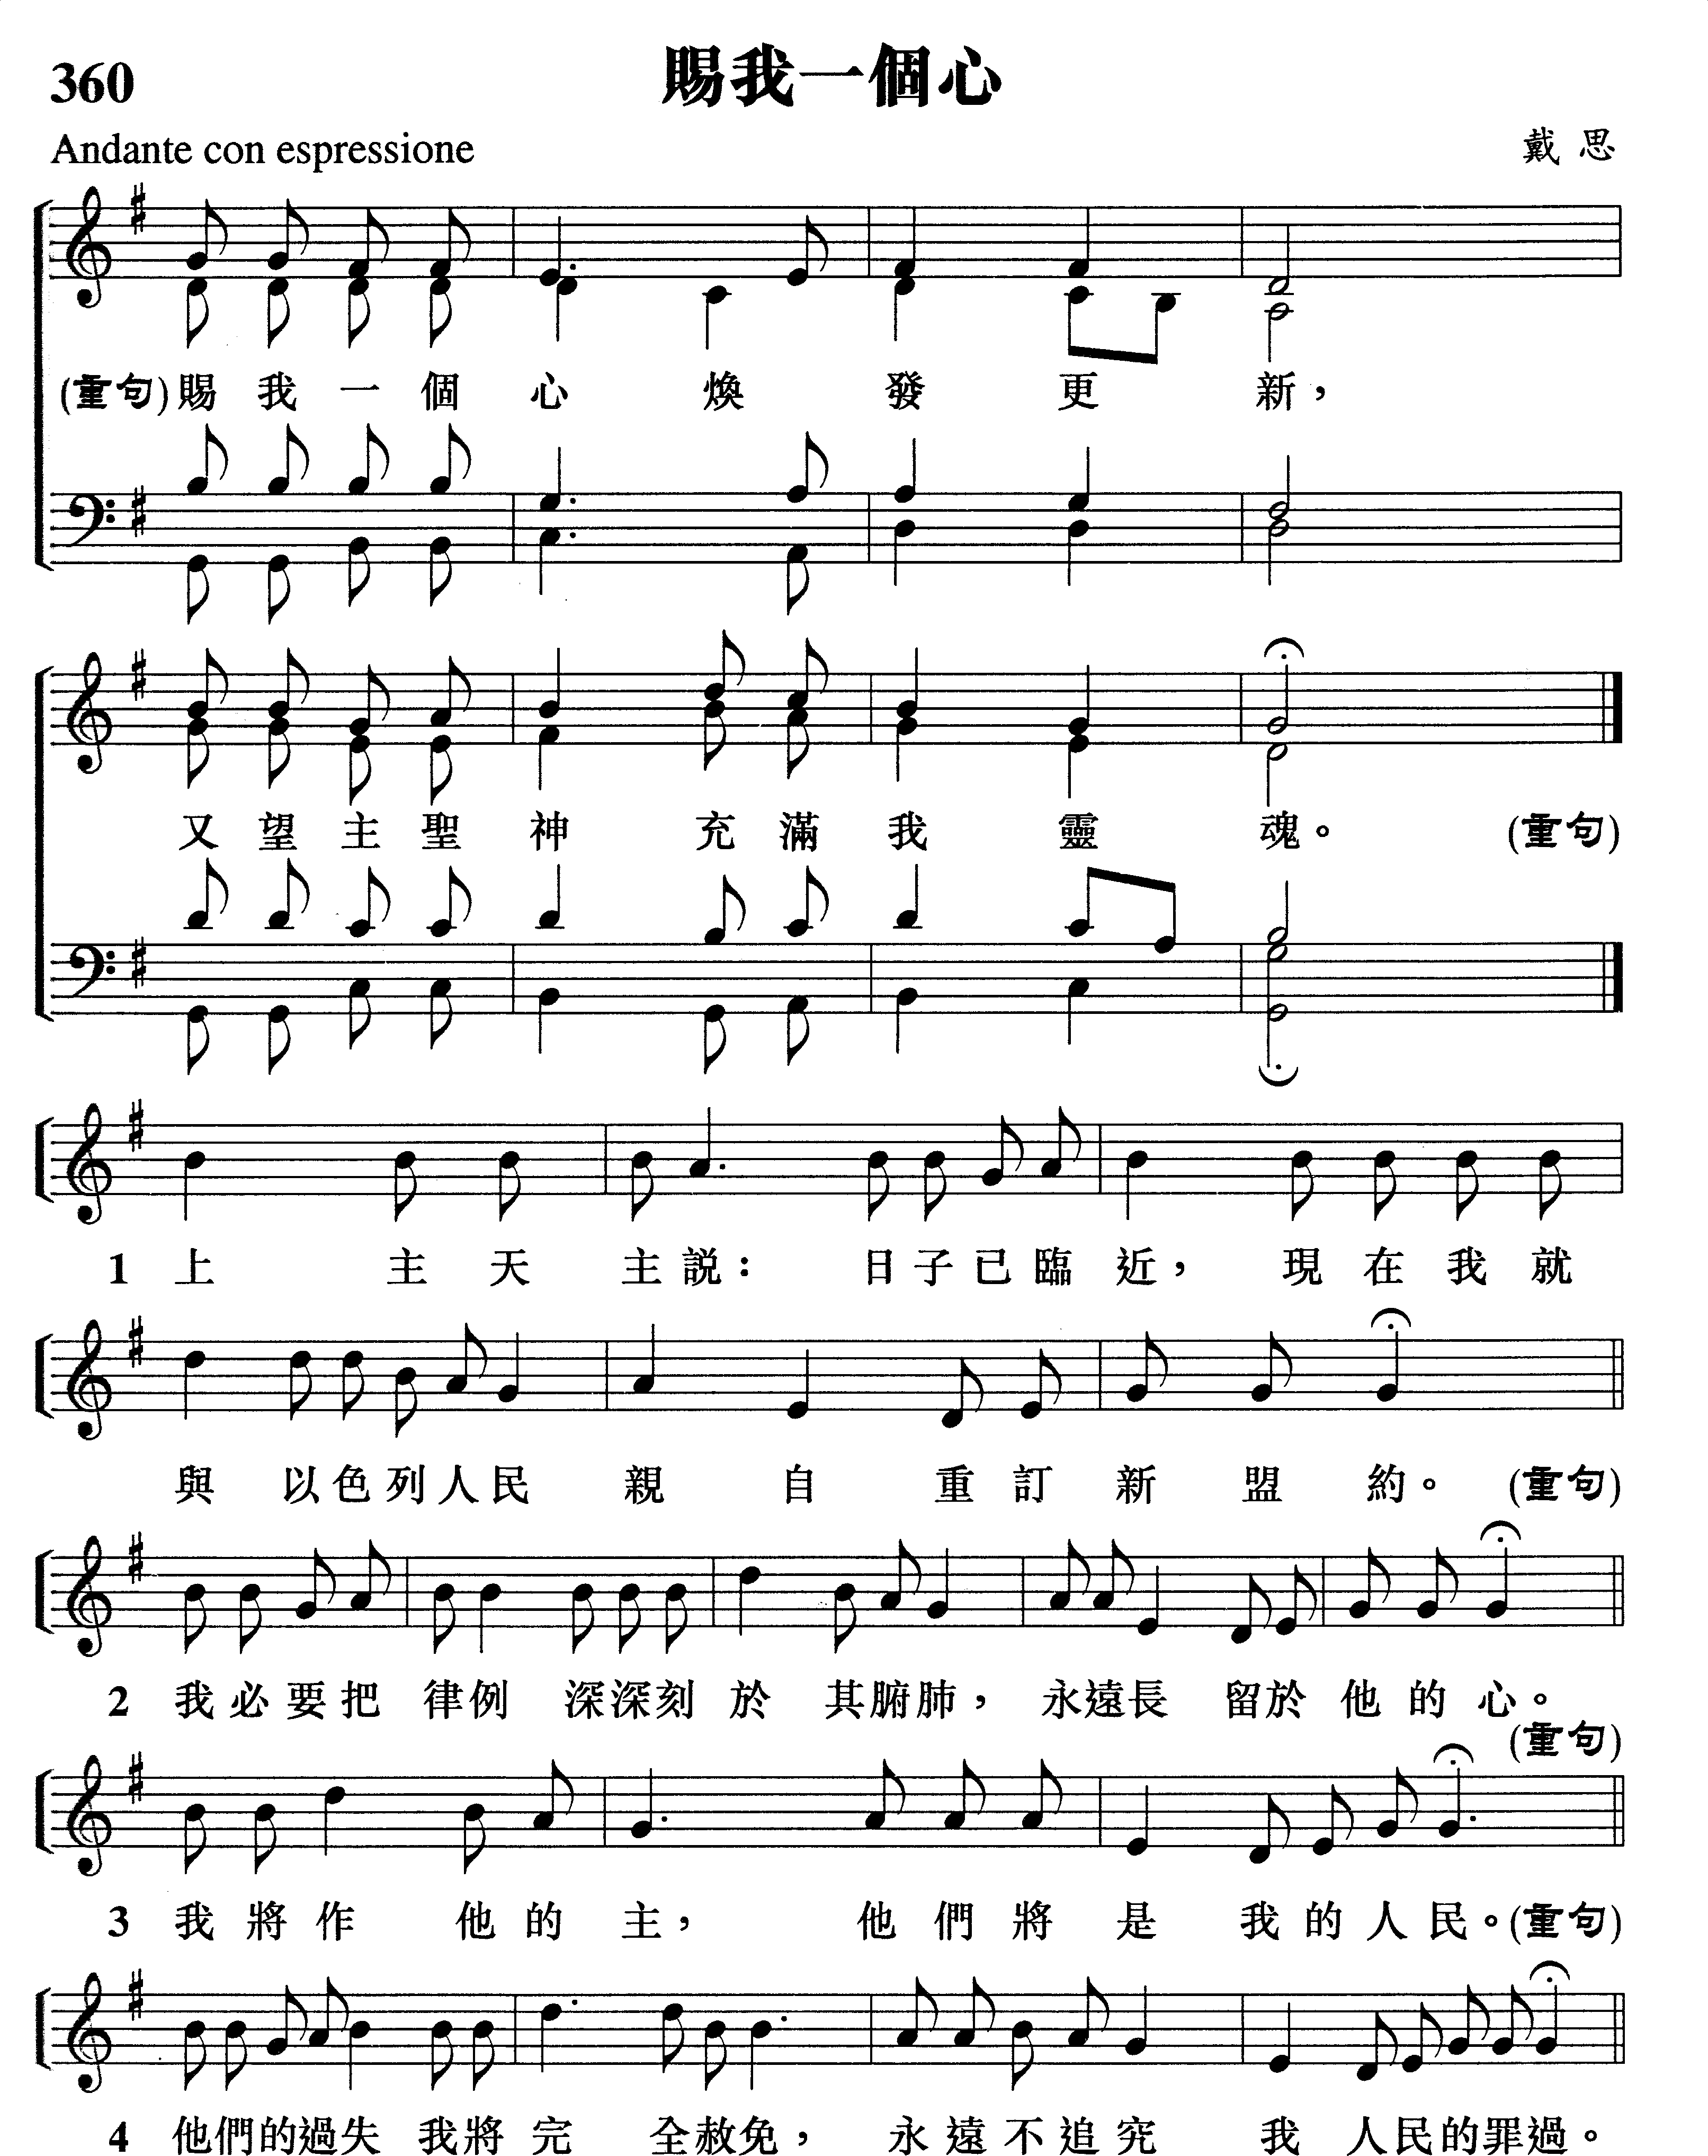 360
賜我一個心
Andante con espressione
戴思
(重句)賜我一個心煥發更新，
又望主聖神充滿我靈魂。(重句)
1 上主天主説：日子已臨近，現在我就
與以色列人民親自重訂新盟約。(重句)
2 我必要把律例深深刻於其腑肺，永遠長留於他的心。
(重句)
3 我將作他的主，他們將是我的人民。(重句)
4 他們的過失我將完全赦免，永遠不追究我人民的罪過。